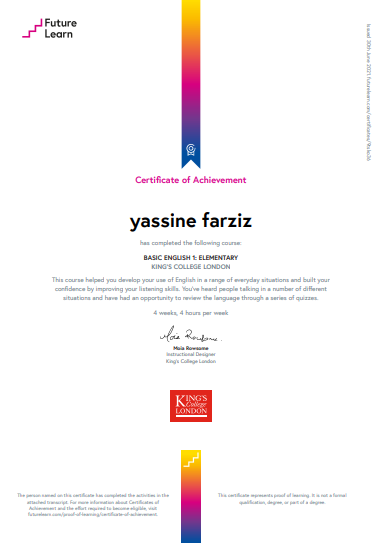 Future
Learn
Certificate of Achievement
yassine farziz
has completed the following course:
BASIC ENGLISH 1: ELEMENTARY
KING'S COLLEGE LONDON
This course helped you develop your use of English in a range of everyday situations and built your
confidence by improving your listening skills. You've heard people talking in a number of different
situations and have had an opportunity to review the language through a series of quizzes.
4 weeks, 4 hours per week
Moia Rowsome
Instructional Designer
King's College London
KING'S
College
LONDON
The person named on this certificate has completed the activities in the
attached transcript. For more information about Certificates of
Achievement and the effort required to become eligible, visit
futurelearn.com/proof-of-learning/certificate-of-achievement.
This certificate represents proof of learning. It is not a formal
qualification, degree, or part of a degree.
Issued 30th June 2021. futurelearn.com/certificates/